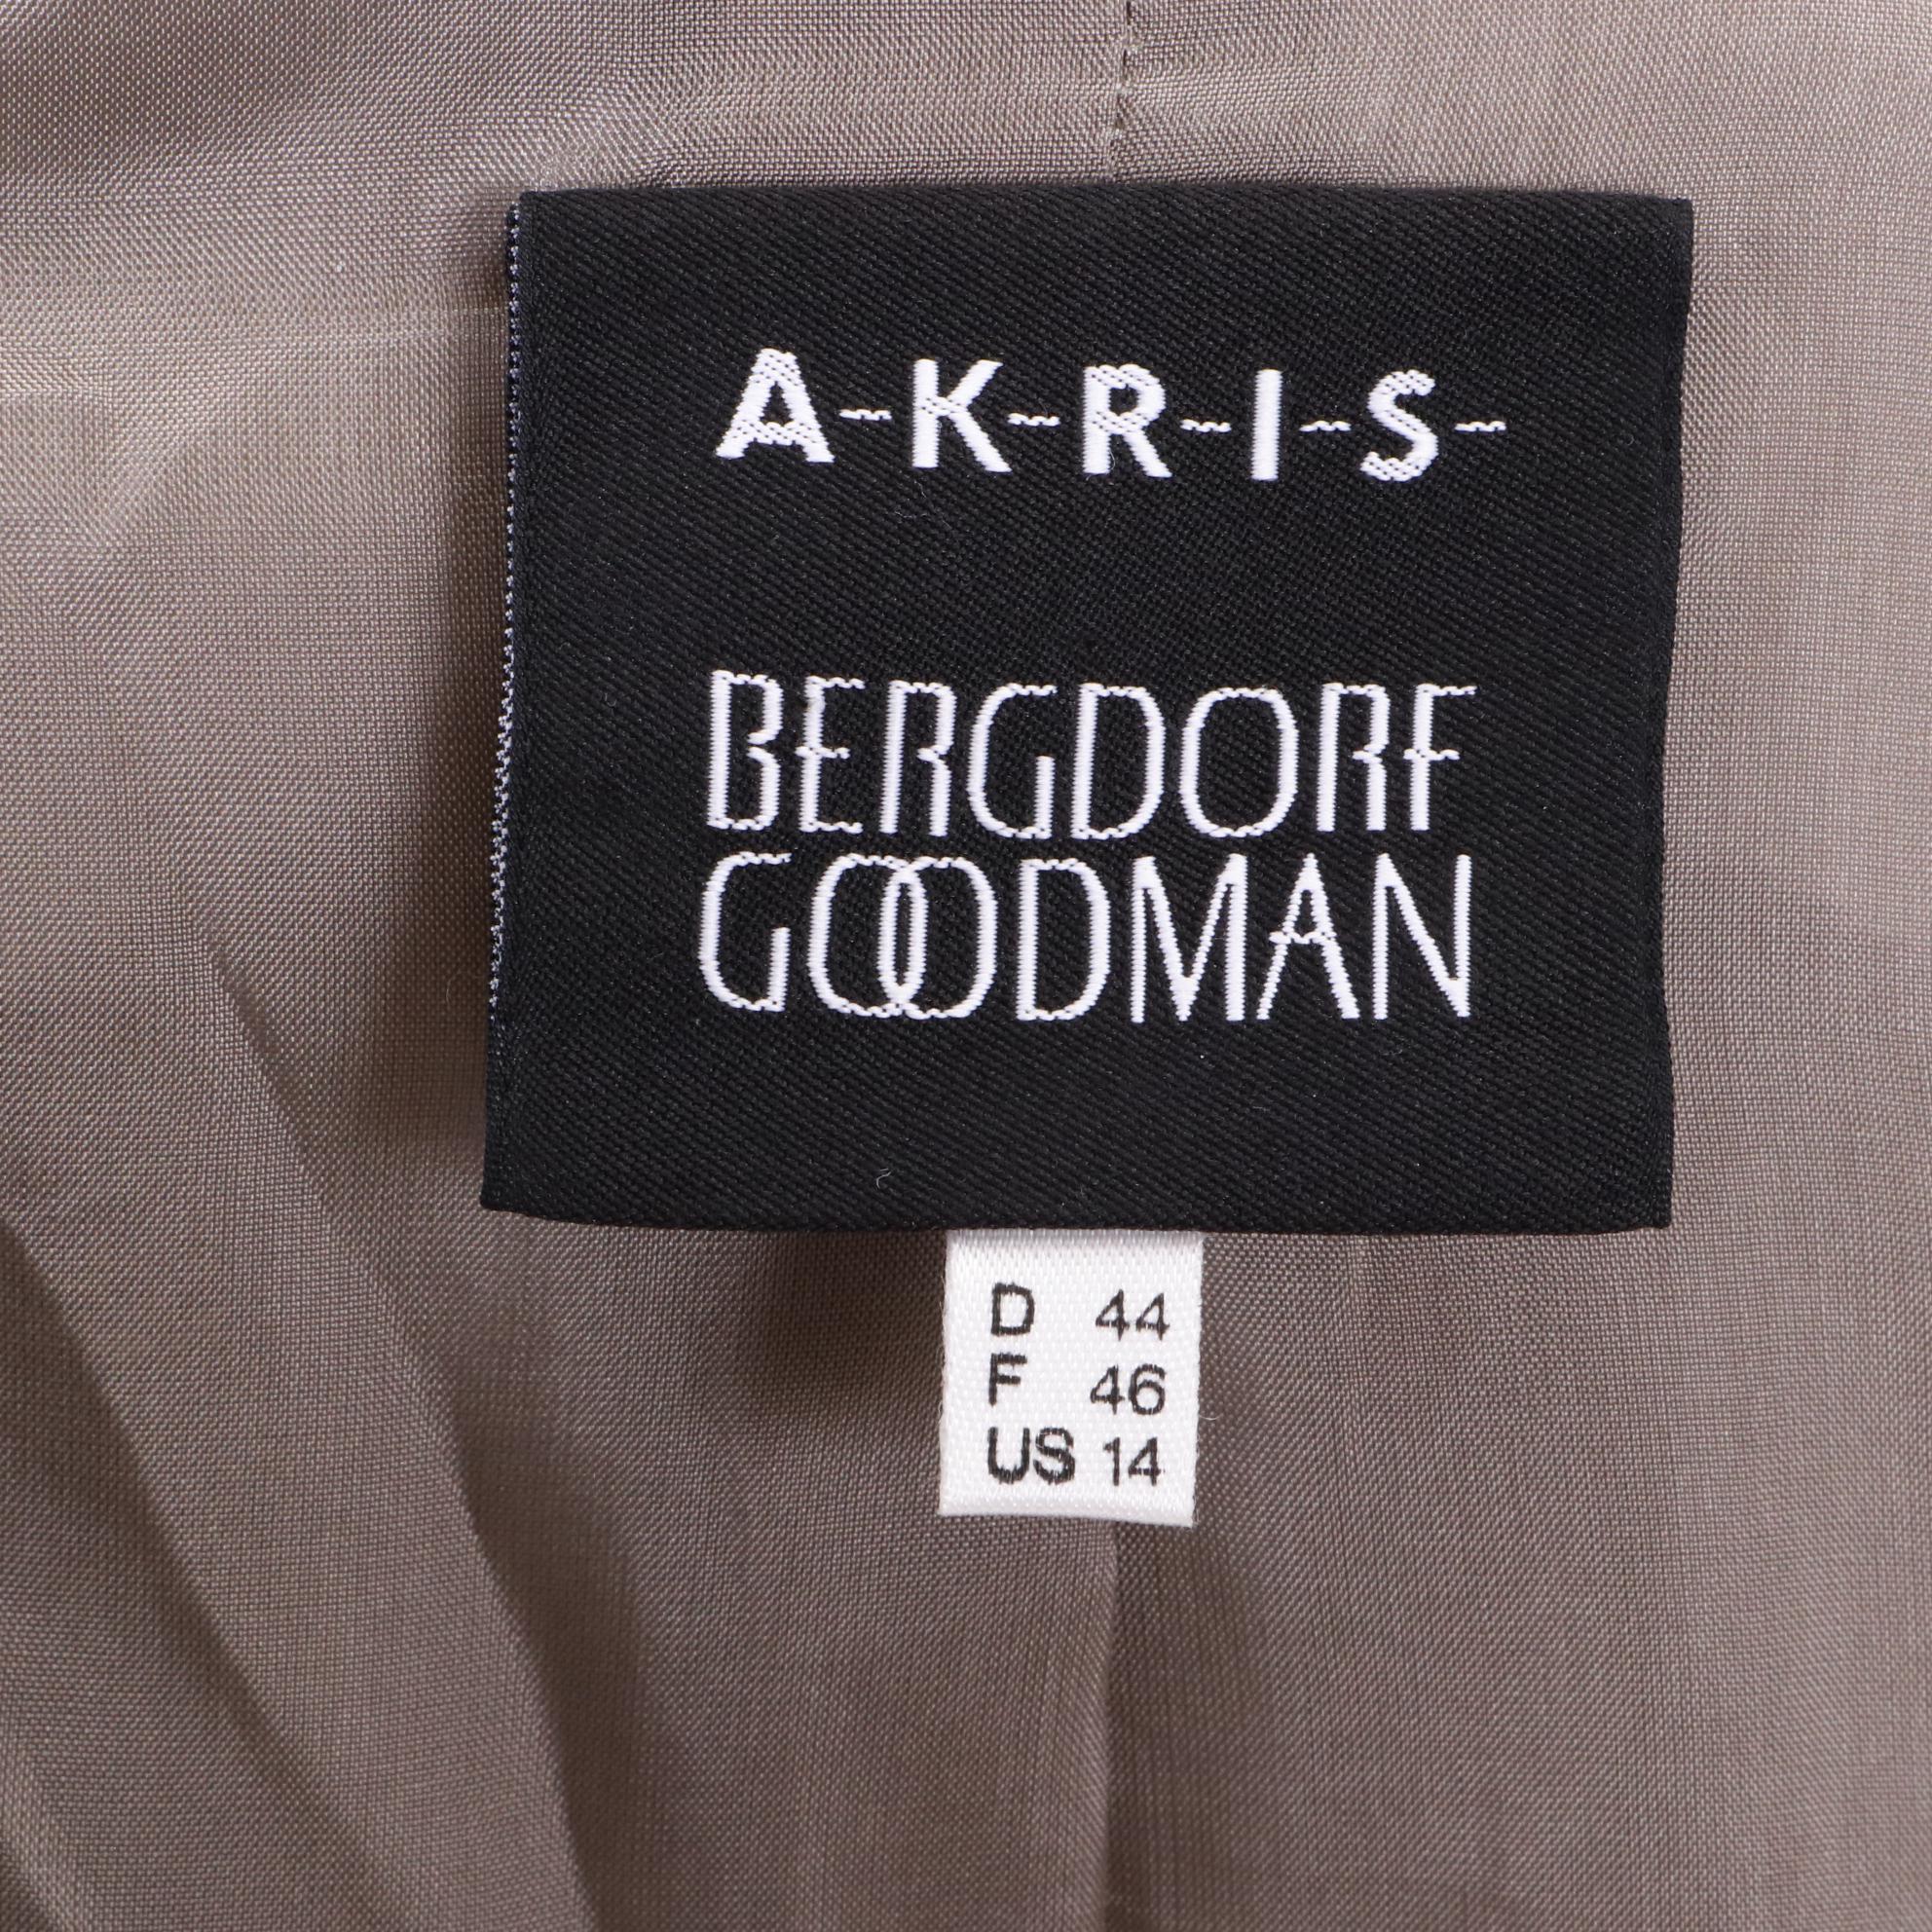 A-K-R-I-S-
BERGDORF
GOODMAN
D 44
F 46
US 14